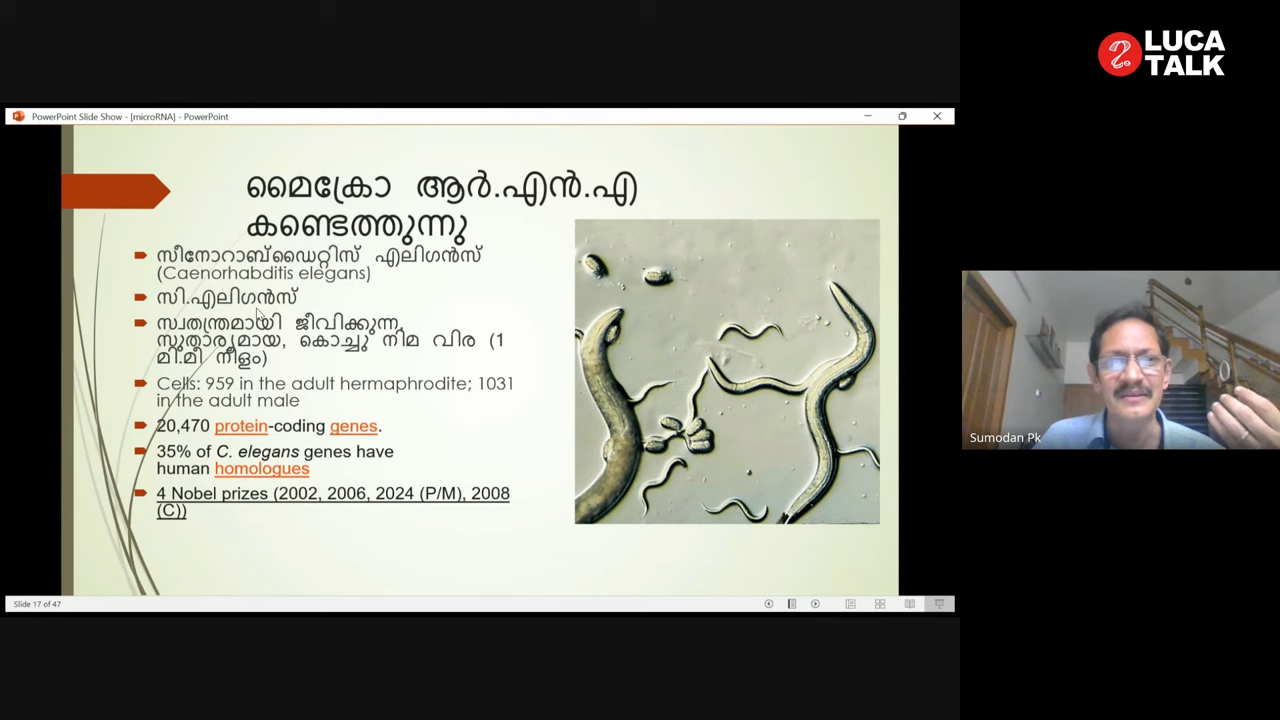 LUCA
TALK
PowerPoint Slide Show - [microRNA] - PowerPoint
മൈക്രോ ആർ.എൻ.എ
കണ്ടെത്തുന്നു
സീനോറാബ്ഡൈറ്റിസ് എലിഗൻസ്
(Caenorhabditis elegans)
സി.എലിഗൻസ്
സ്വതന്ത്രമായി ജീവിക്കുന്ന,
സുതാര്യമായ, കൊച്ചു നിമ വിര (1
മി.മീ നീളം)
Cells: 959 in the adult hermaphrodite; 1031
in the adult male
20,470 protein-coding genes.
35% of C. elegans genes have
human homologues
4 Nobel prizes (2002, 2006, 2024 (P/M), 2008
(C))
Sumodan Pk
Slide 17 of 47